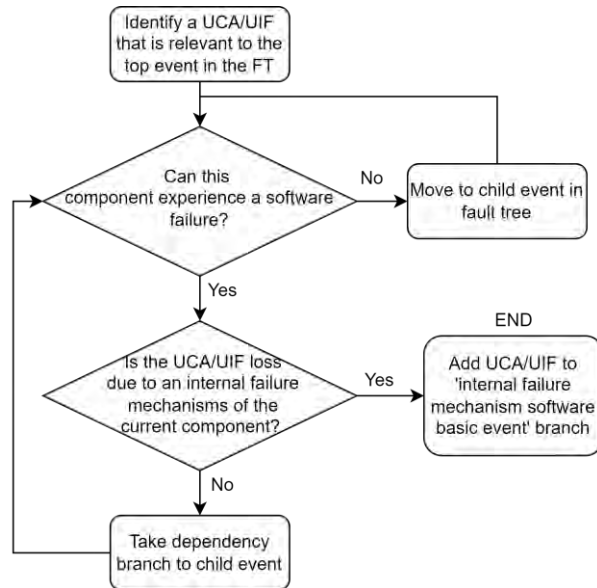 Identify a UCA/UIF
that is relevant to the
top event in the FT
Can this
component experience a software
failure?
No
Move to child event in
fault tree
Yes
Is the UCA/UIF loss
due to an internal failure
mechanisms of the
current component?
Yes
END
Add UCA/UIF to
'internal failure
mechanism software
basic event' branch
No
Take dependency
branch to child event